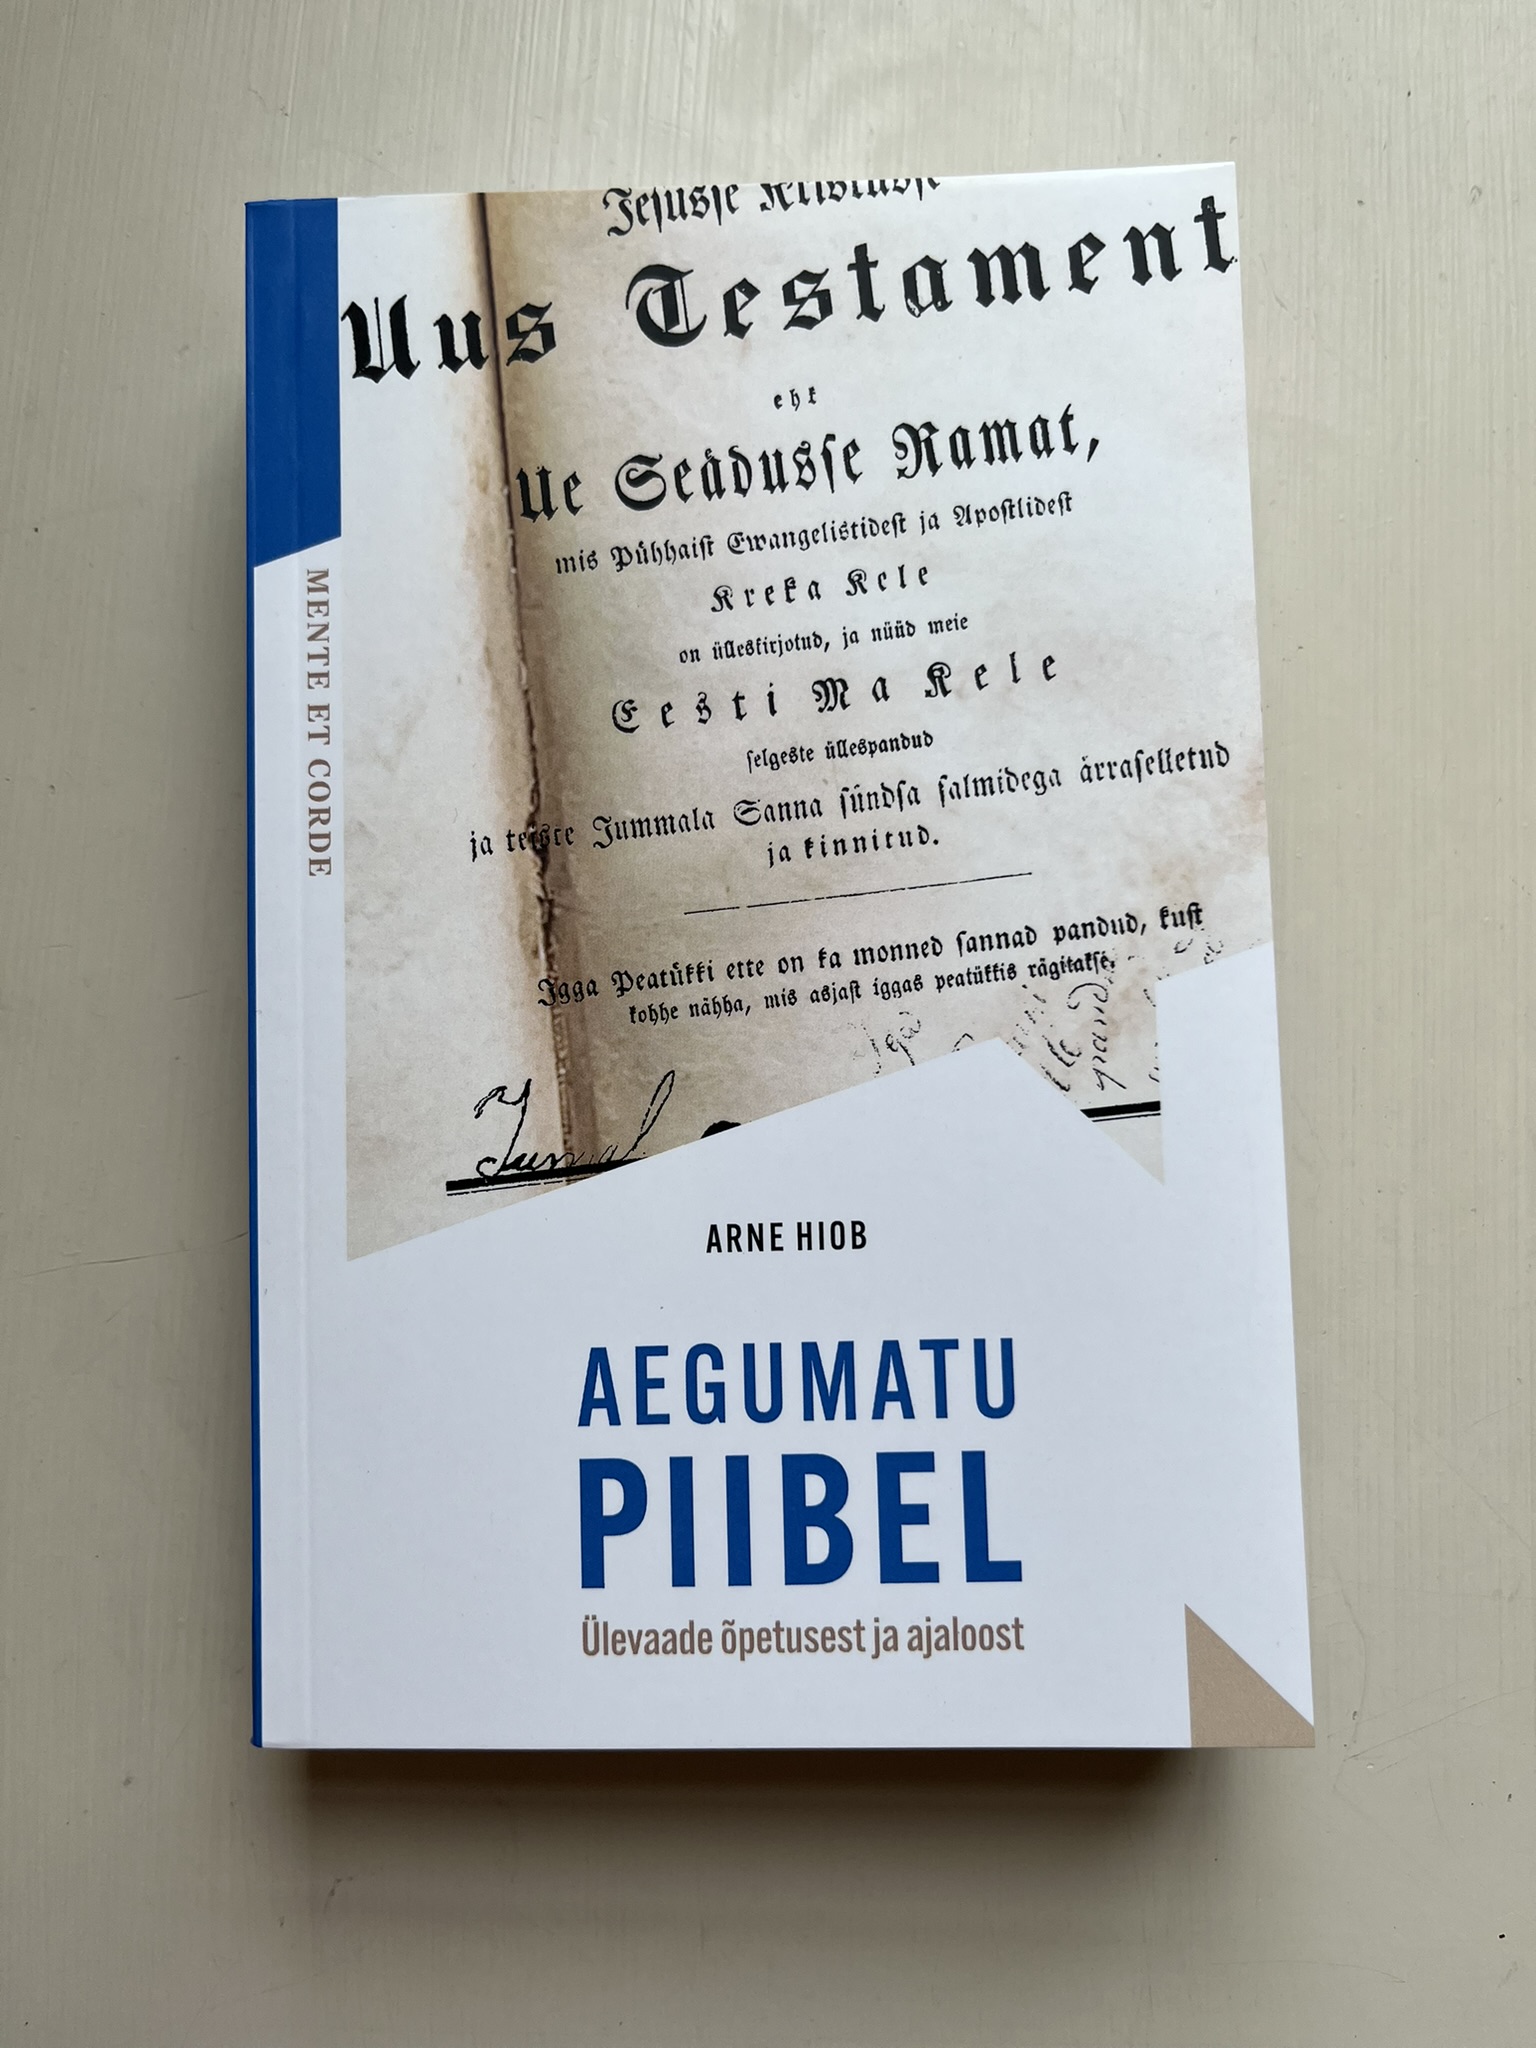 Jesusse Kristusse
Uus Testament
ehk
Ue Seädusse Ramat,
mis Pühhaist Ewangelistidest ja Apostlidest
Kreka Kele
on ülleskirjotud, ja nüüd meie
Eesti Ma Kele
selgeste üllespandud
ja teiste Jummala Sanna sündsa salmidega ärraselletud
ja kinnitud.
Igga Peatükki ette on ka monned sannad pandud, kust
kohhe nähha, mis asjast iggas peatükkis rägitakse.
Jummal
MENTE ET CORDE
ARNE HIOB
AEGUMATU
PIIBEL
Ülevaade õpetusest ja ajaloost